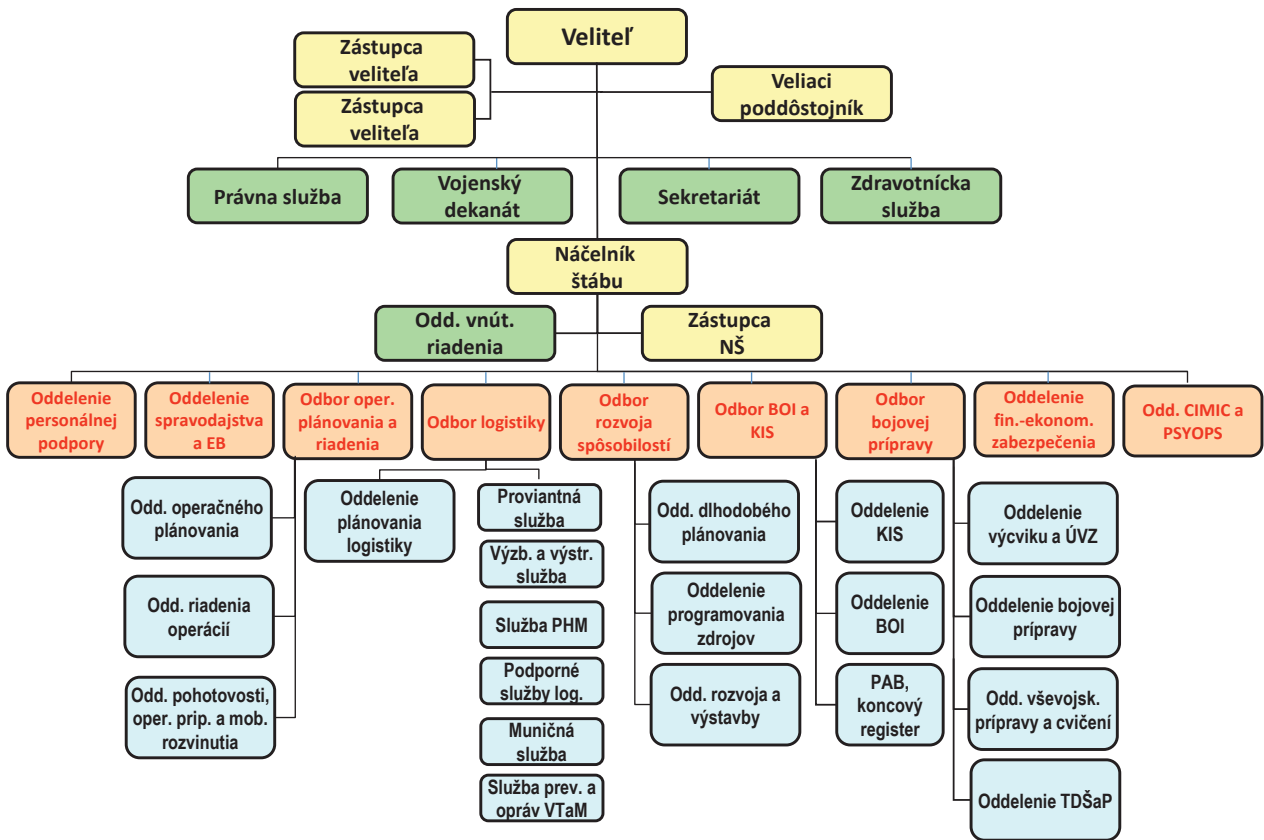 Veliteľ
Zástupca
veliteľa
Zástupca
veliteľa
Veliaci
poddôstojník
Právna služba
Vojenský
dekanát
Sekretariát
Zdravotnícka
služba
Náčelník
štábu
Odd. vnút.
riadenia
Zástupca
NŠ
Oddelenie
personálnej
podpory
Oddelenie
spravodajstva
a EB
Odbor oper.
plánovania a
riadenia
Odbor logistiky
Odbor
rozvoja
spôsobilostí
Odbor BOI a
KIS
Odbor
bojovej
prípravy
Oddelenie
fin.-ekonom.
zabezpečenia
Odd. CIMIC a
PSYOPS
Odd. operačného
plánovania
Odd. riadenia
operácií
Odd. pohotovosti,
oper. prip. a mob.
rozvinutia
Oddelenie
plánovania
logistiky
Proviantná
služba
Výzb. a výstr.
služba
Služba PHM
Podporné
služby log.
Muničná
služba
Služba prev. a
opráv VTaM
Odd. dlhodobého
plánovania
Oddelenie
programovania
zdrojov
Odd. rozvoja a
výstavby
Oddelenie
KIS
Oddelenie
BOI
PAB,
koncový
register
Oddelenie
výcviku a ÚVZ
Oddelenie bojovej
prípravy
Odd. vševojsk.
prípravy a cvičení
Oddelenie TDŠaP